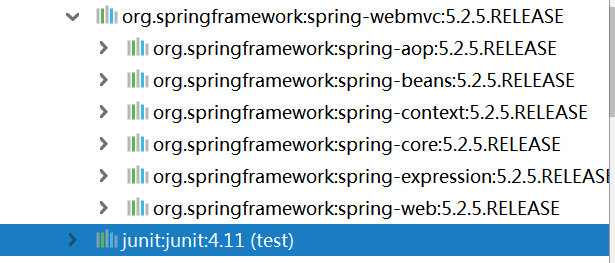 org.springframework:spring-webmvc:5.2.5.RELEASE
org.springframework:spring-aop:5.2.5.RELEASE
org.springframework:spring-beans:5.2.5.RELEASE
org.springframework:spring-context:5.2.5.RELEASE
org.springframework:spring-core:5.2.5.RELEASE
org.springframework:spring-expression:5.2.5.RELEASE
org.springframework:spring-web:5.2.5.RELEASE
junit:junit:4.11 (test)